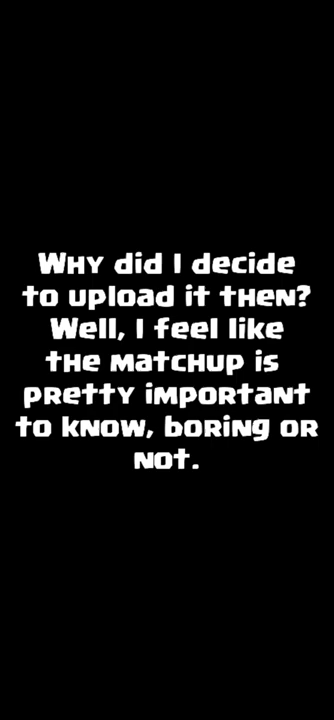 Why did I decide
to upload it then?
Well, I feel like
the matchup is
pretty important
to know, boring or
not.